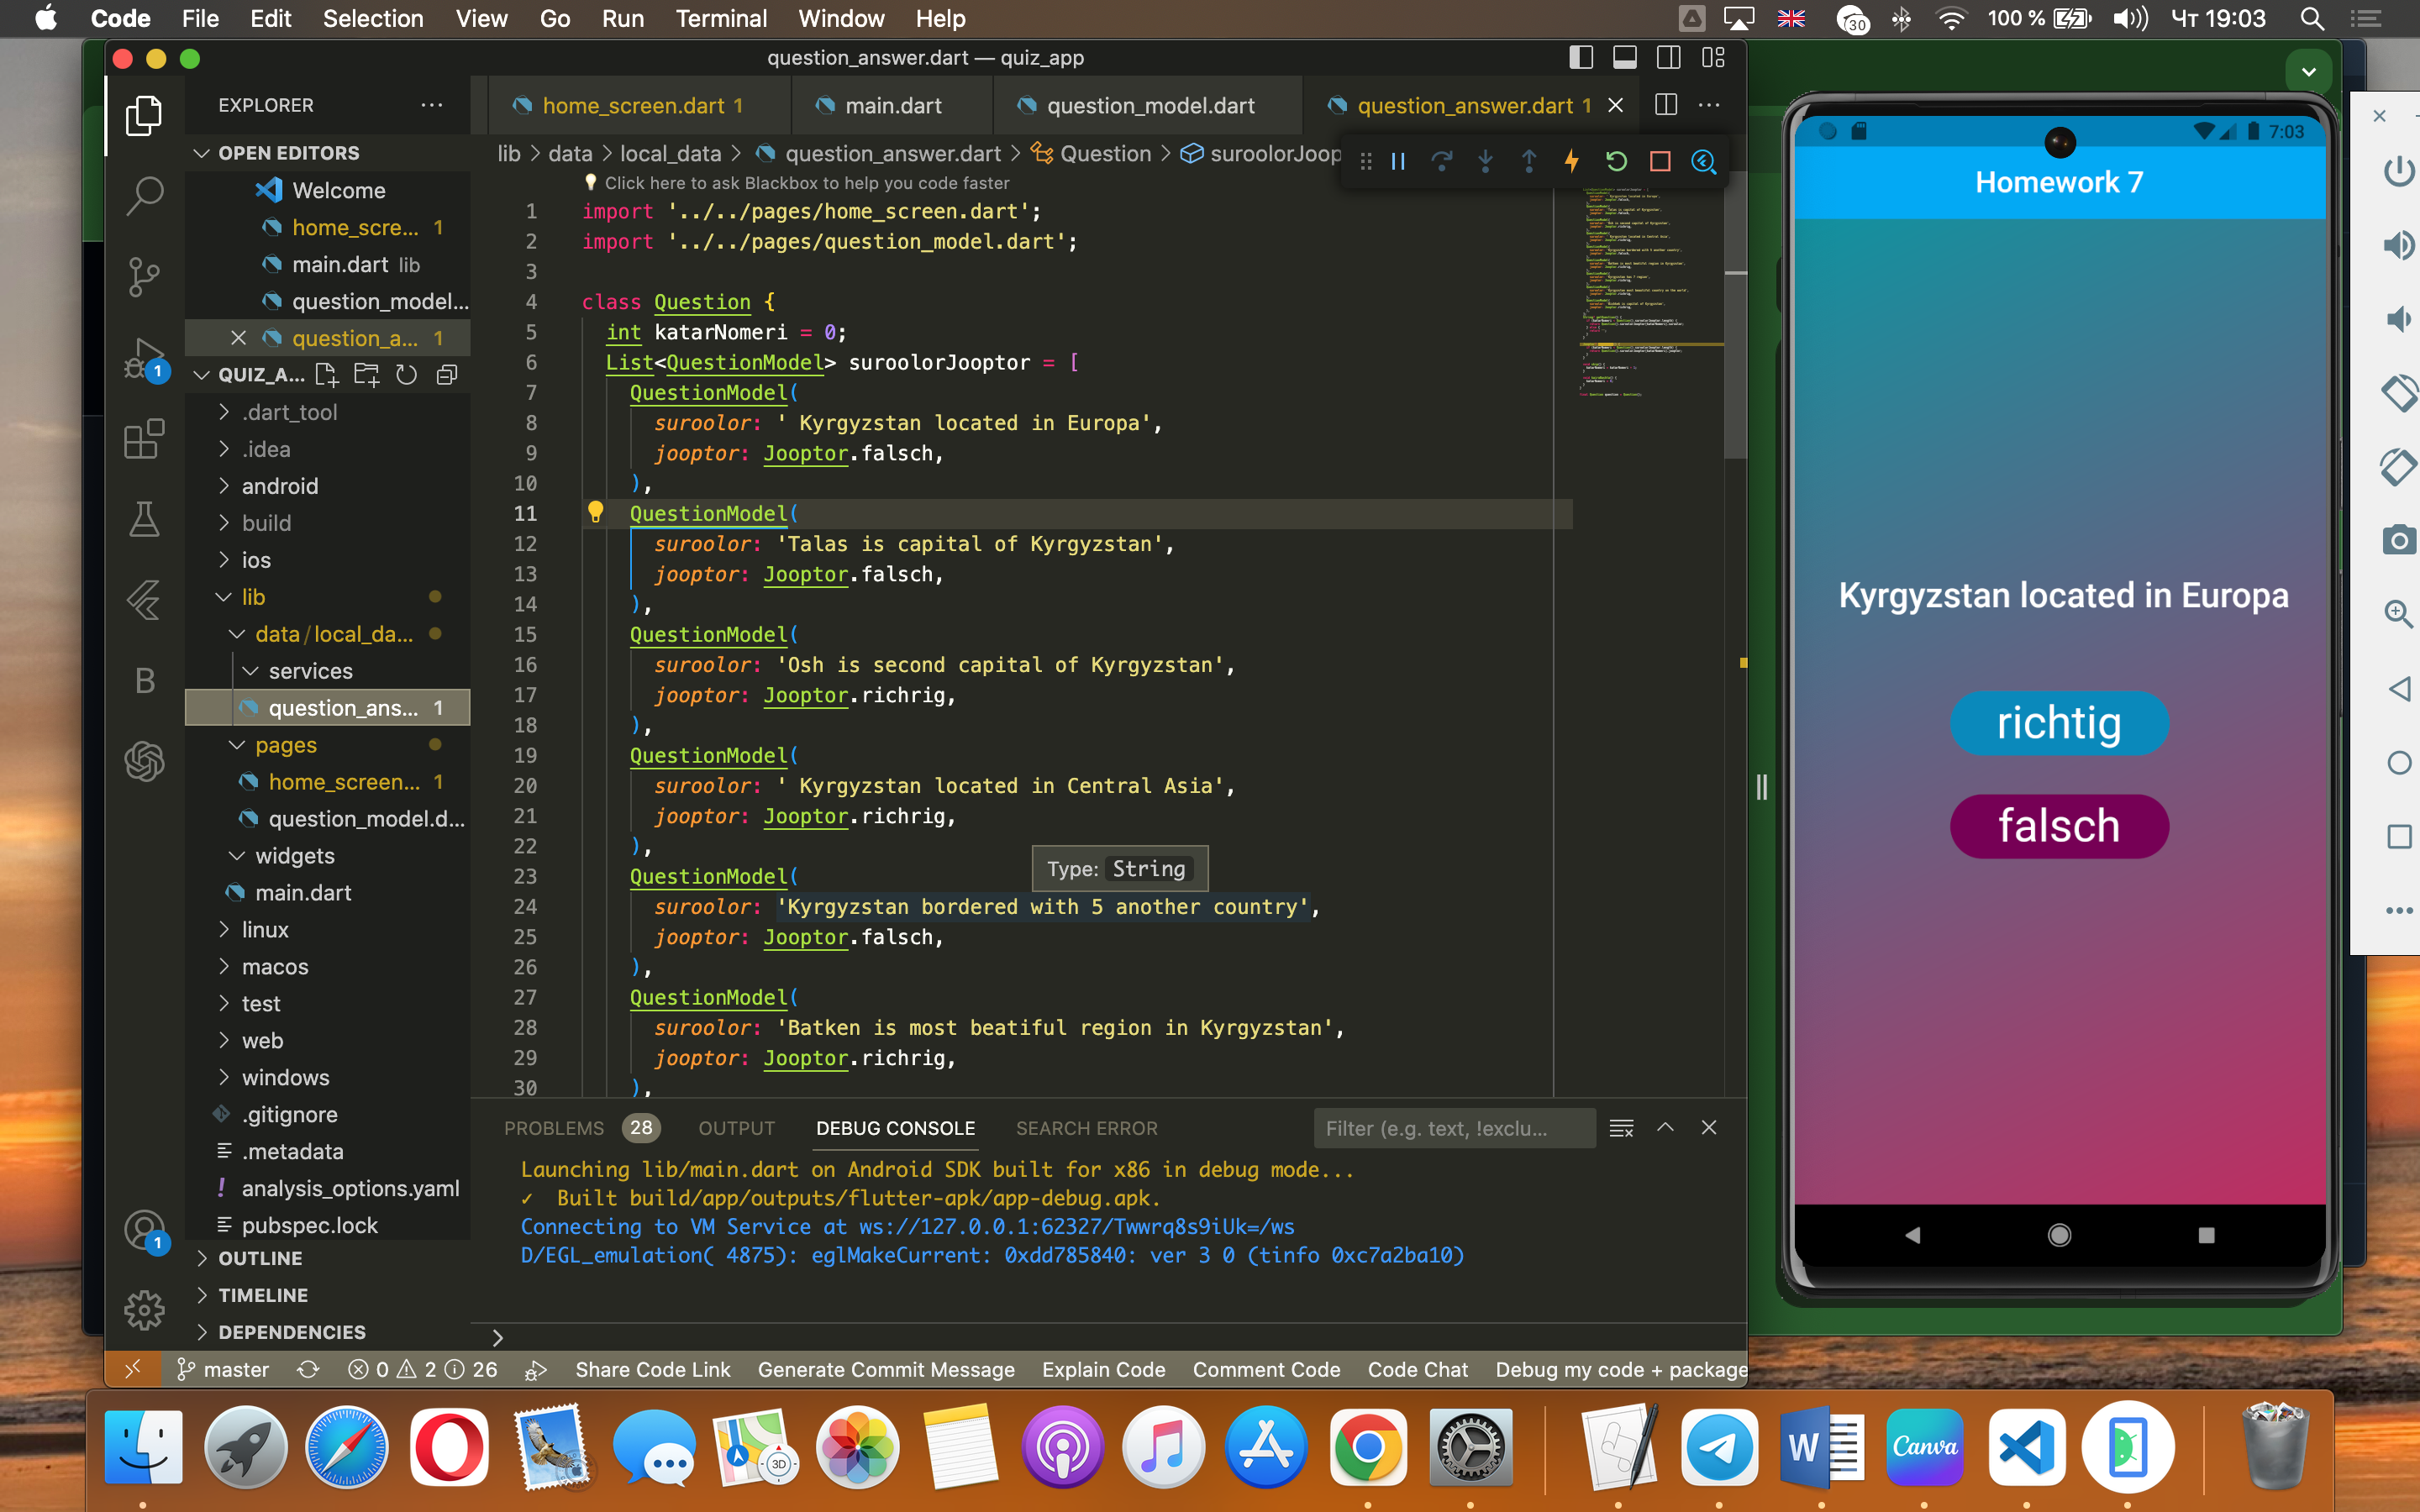 Code File Edit Selection View Go Run Terminal Window Help
30 100 % Чт 19:03
question_answer.dart — quiz_app
EXPLORER
home_screen.dart 1 main.dart question_model.dart question_answer.dart 1
OPEN EDITORS
lib > data > local_data > question_answer.dart > Question > suroolorJoop
Welcome
home_scre... 1
main.dart lib
question_model...
question_a... 1
QUIZ_A...
.dart_tool
.idea
android
build
ios
lib
data/local_da...
services
question_ans... 1
pages
home_screen... 1
question_model.d...
widgets
main.dart
linux
macos
test
web
windows
.gitignore
.metadata
analysis_options.yaml
pubspec.lock
OUTLINE
TIMELINE
DEPENDENCIES
1
B
1
Click here to ask Blackbox to help you code faster
1 import '../../pages/home_screen.dart';
2 import '../../pages/question_model.dart';
3
4 class Question {
5 int katarNomeri = 0;
6 List<QuestionModel> suroolorJooptor = [
7 QuestionModel(
8 suroolor: ' Kyrgyzstan located in Europa',
9 jooptor: Jooptor.falsch,
10 ),
11 QuestionModel(
12 suroolor: 'Talas is capital of Kyrgyzstan',
13 jooptor: Jooptor.falsch,
14 ),
15 QuestionModel(
16 suroolor: 'Osh is second capital of Kyrgyzstan',
17 jooptor: Jooptor.richrig,
18 ),
19 QuestionModel(
20 suroolor: ' Kyrgyzstan located in Central Asia',
21 jooptor: Jooptor.richrig,
22 ),
Type: String
23 QuestionModel(
24 suroolor: 'Kyrgyzstan bordered with 5 another country',
25 jooptor: Jooptor.falsch,
26 ),
27 QuestionModel(
28 suroolor: 'Batken is most beatiful region in Kyrgyzstan',
29 jooptor: Jooptor.richrig,
30 ),
PROBLEMS 28 OUTPUT DEBUG CONSOLE SEARCH ERROR Filter (e.g. text, !exclu...
Launching lib/main.dart on Android SDK built for x86 in debug mode...
✓ Built build/app/outputs/flutter-apk/app-debug.apk.
Connecting to VM Service at ws://127.0.0.1:62327/Twwrq8s9iUk=/ws
D/EGL_emulation( 4875): eglMakeCurrent: 0xdd785840: ver 3 0 (tinfo 0xc7a2ba10)
>
master 0 2 26 Share Code Link Generate Commit Message Explain Code Comment Code Code Chat Debug my code + package
7:03
Homework 7
Kyrgyzstan located in Europa
richtig
falsch
3D
W
Canva